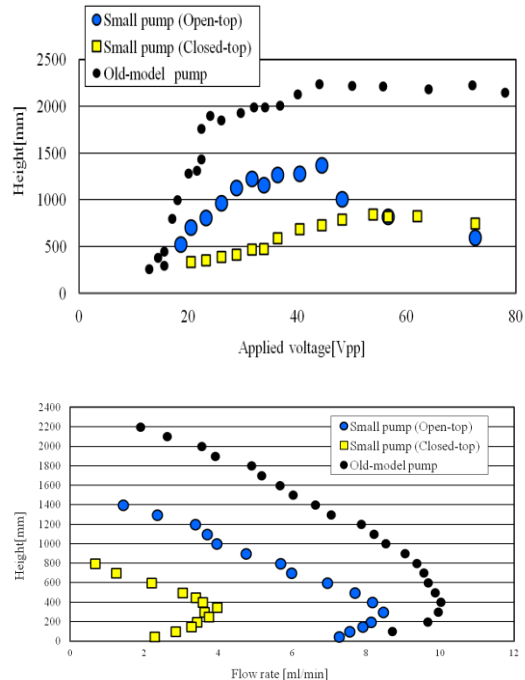 Small pump (Open-top)
Small pump (Closed-top)
Old-model pump
2500
2000
1500
1000
500
0
Height[mm]
0 20 40 60 80
Applied voltage[Vpp]
2400
2200
2000
1800
1600
1400
1200
1000
800
600
400
200
0
Height[mm]
Small pump (Open-top)
Small pump (Closed-top)
Old-model pump
0 2 4 6 8 10
Flow rate [ml/min]